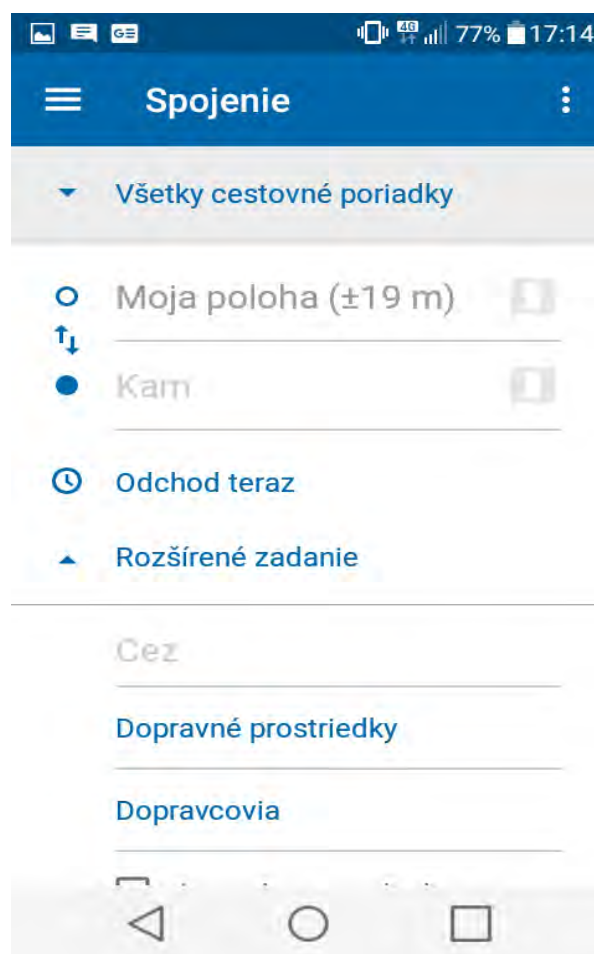 4G 77% 17:14
Spojenie
Všetky cestovné poriadky
Moja poloha (±19 m)
Kam
Odchod teraz
Rozšírené zadanie
Cez
Dopravné prostriedky
Dopravcovia